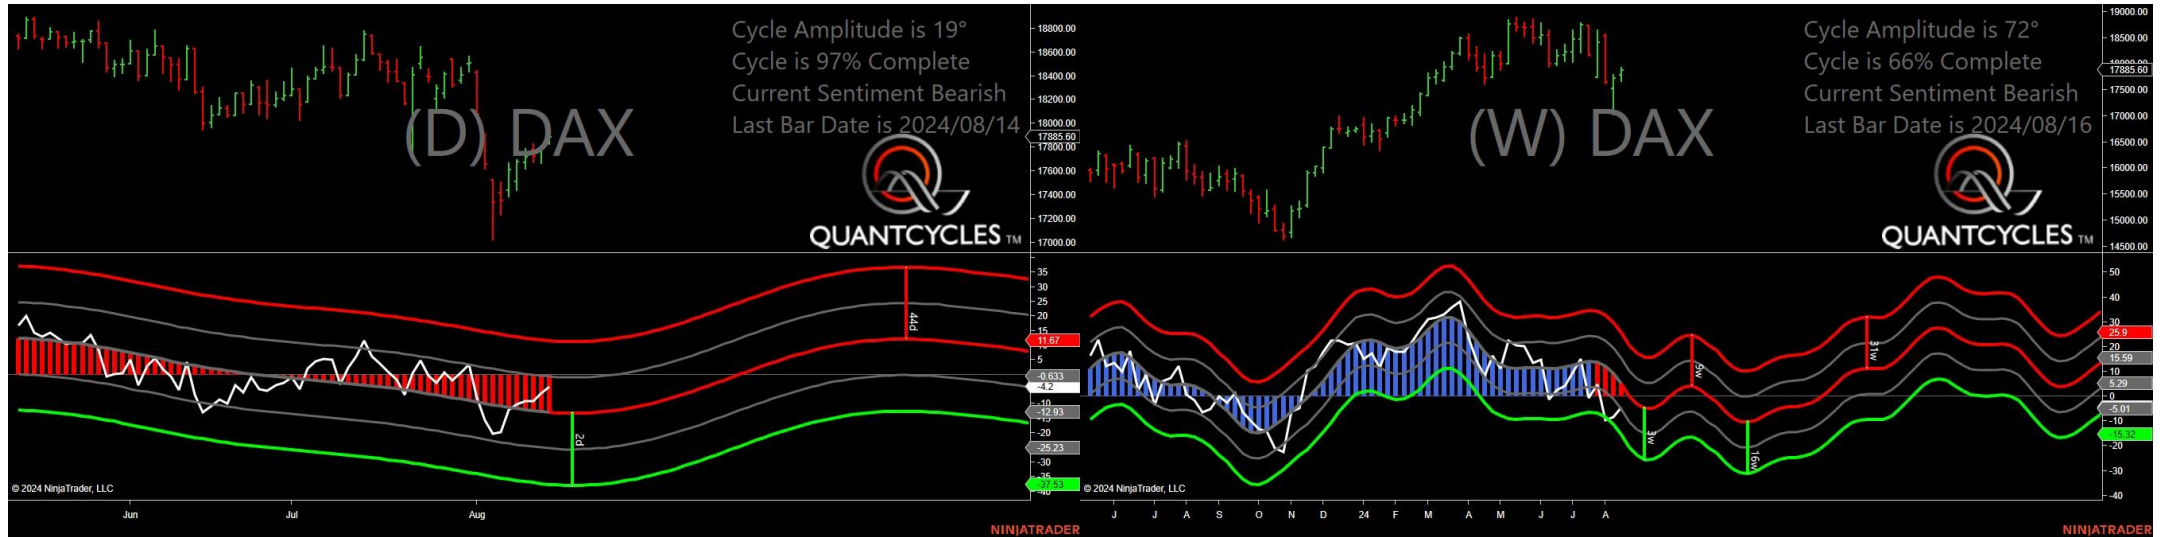 Cycle Amplitude is 19°
Cycle is 97% Complete
Current Sentiment Bearish
Last Bar Date is 2024/08/14
(D) DAX
QUANTCYCLES TM
18800.00
18600.00
18400.00
18200.00
18000.00
17885.60
17800.00
17600.00
17400.00
17200.00
17000.00
35
30
25
20
15
11.67
5
-0.633
-4.2
-10
-12.93
-20
-25.23
-30
-37.53
-40
44d
2d
© 2024 NinjaTrader, LLC
Jun Jul Aug
NINJATRADER
Cycle Amplitude is 72°
Cycle is 66% Complete
Current Sentiment Bearish
Last Bar Date is 2024/08/16
(W) DAX
QUANTCYCLES TM
19000.00
18500.00
17885.60
17500.00
17000.00
16500.00
16000.00
15500.00
15000.00
14500.00
50
40
30
25.9
20
15.59
10
5.29
0
-5.01
-10
-15.32
-20
-30
-40
3w
9w
16w
31w
© 2024 NinjaTrader, LLC
J J A S O N D 24 F M A M J J A
NINJATRADER